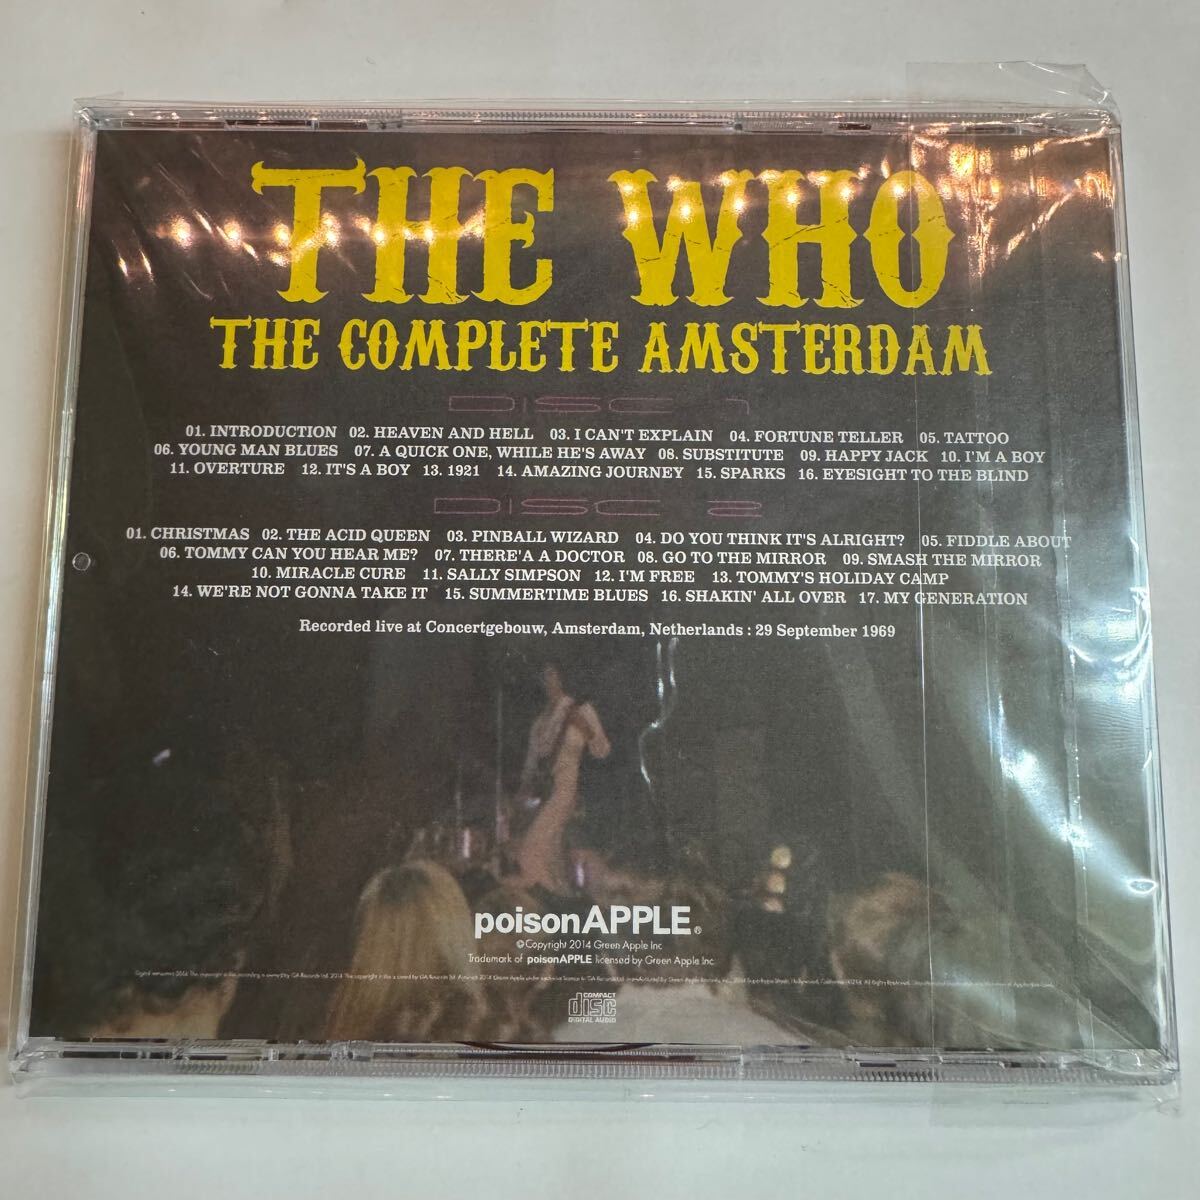 THE WHO
THE COMPLETE AMSTERDAM
DISC 1
01. INTRODUCTION 02. HEAVEN AND HELL 03. I CAN'T EXPLAIN 04. FORTUNE TELLER 05. TATTOO
06. YOUNG MAN BLUES 07. A QUICK ONE, WHILE HE'S AWAY 08. SUBSTITUTE 09. HAPPY JACK 10. I'M A BOY
11. OVERTURE 12. IT'S A BOY 13. 1921 14. AMAZING JOURNEY 15. SPARKS 16. EYESIGHT TO THE BLIND
DISC 2
01. CHRISTMAS 02. THE ACID QUEEN 03. PINBALL WIZARD 04. DO YOU THINK IT'S ALRIGHT? 05. FIDDLE ABOUT
06. TOMMY CAN YOU HEAR ME? 07. THERE'A A DOCTOR 08. GO TO THE MIRROR 09. SMASH THE MIRROR
10. MIRACLE CURE 11. SALLY SIMPSON 12. I'M FREE 13. TOMMY'S HOLIDAY CAMP
14. WE'RE NOT GONNA TAKE IT 15. SUMMERTIME BLUES 16. SHAKIN' ALL OVER 17. MY GENERATION
Recorded live at Concertgebouw, Amsterdam, Netherlands : 29 September 1969
poisonAPPLE®
©Copyright 2014 Green Apple Inc
Trademark of poisonAPPLE licensed by Green Apple Inc
COMPACT
disc
DIGITAL AUDIO